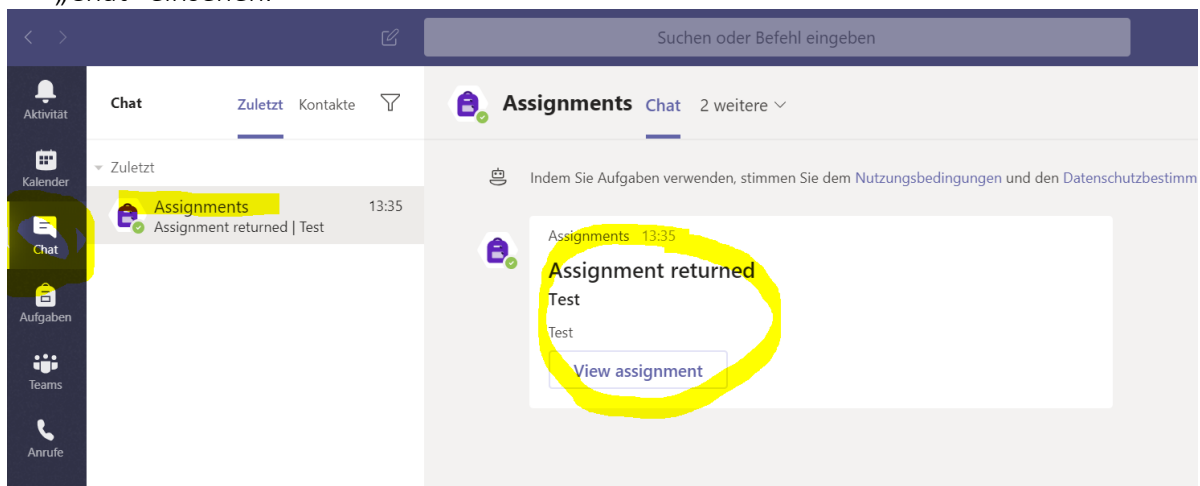 „Chat“ einsehen.
Suchen oder Befehl eingeben
Aktivität
Kalender
Chat
Aufgaben
Teams
Anrufe
Chat Zuletzt Kontakte
Zuletzt
Assignments 13:35
Assignment returned | Test
Assignments Chat 2 weitere
Indem Sie Aufgaben verwenden, stimmen Sie dem Nutzungsbedingungen und den Datenschutzbestimm
Assignments 13:35
Assignment returned
Test
Test
View assignment